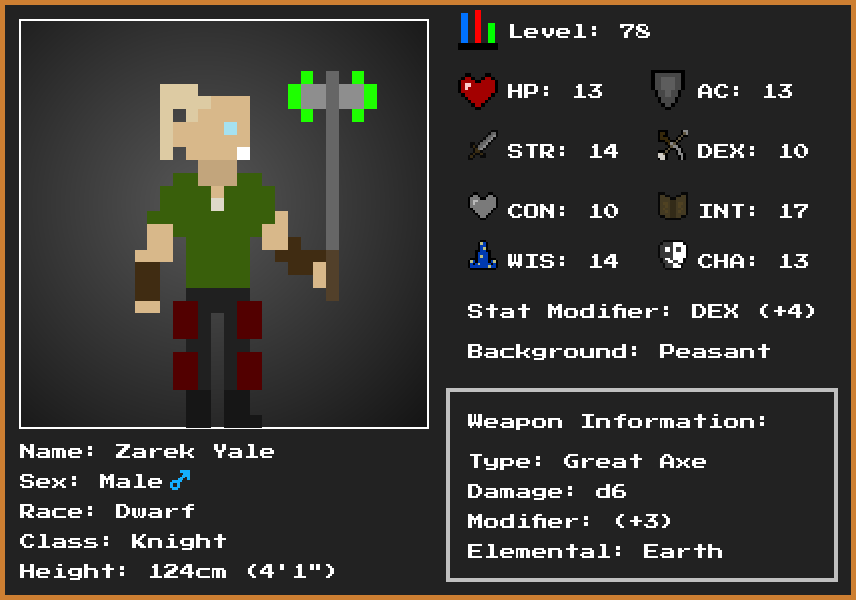 Level: 78
HP: 13
AC: 13
STR: 14
DEX: 10
CON: 10
INT: 17
WIS: 14
CHA: 13
Stat Modifier: DEX (+4)
Background: Peasant
Weapon Information:
Type: Great Axe
Damage: d6
Modifier: (+3)
Elemental: Earth
Name: Zarek Yale
Sex: Male ♂
Race: Dwarf
Class: Knight
Height: 124cm (4'1")